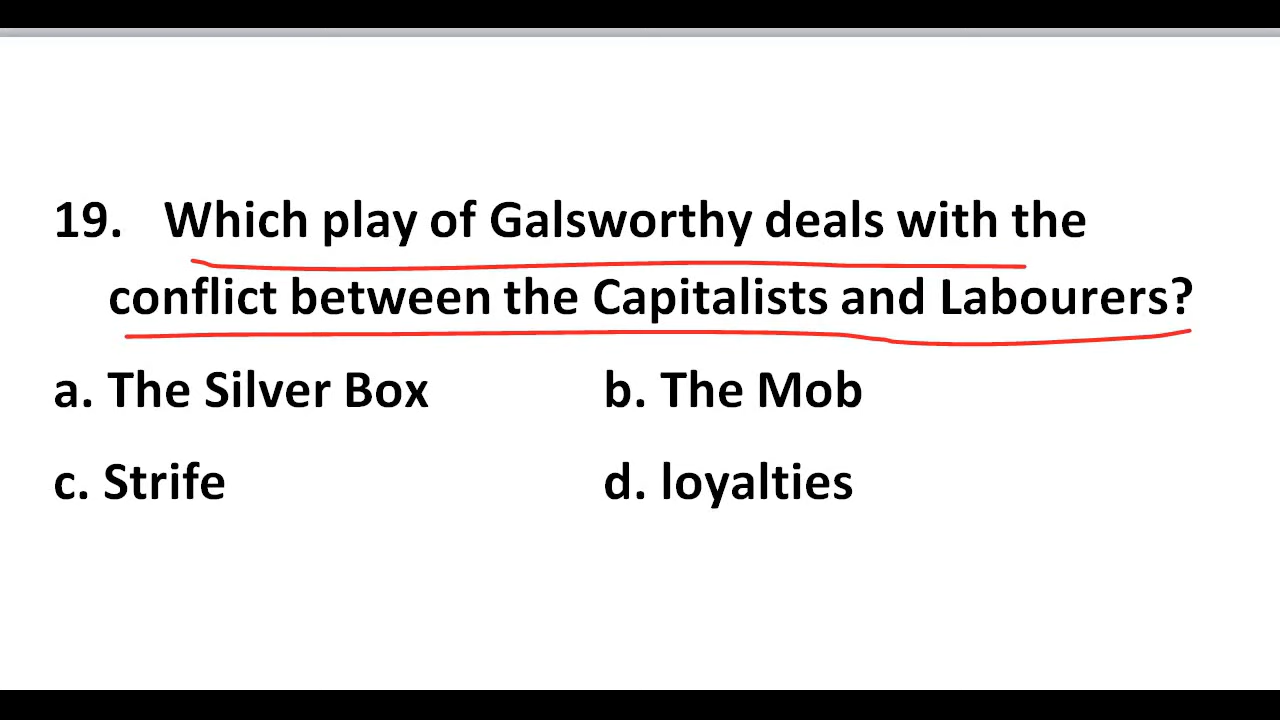 19. Which play of Galsworthy deals with the
conflict between the Capitalists and Labourers?
a. The Silver Box b. The Mob
c. Strife d. loyalties